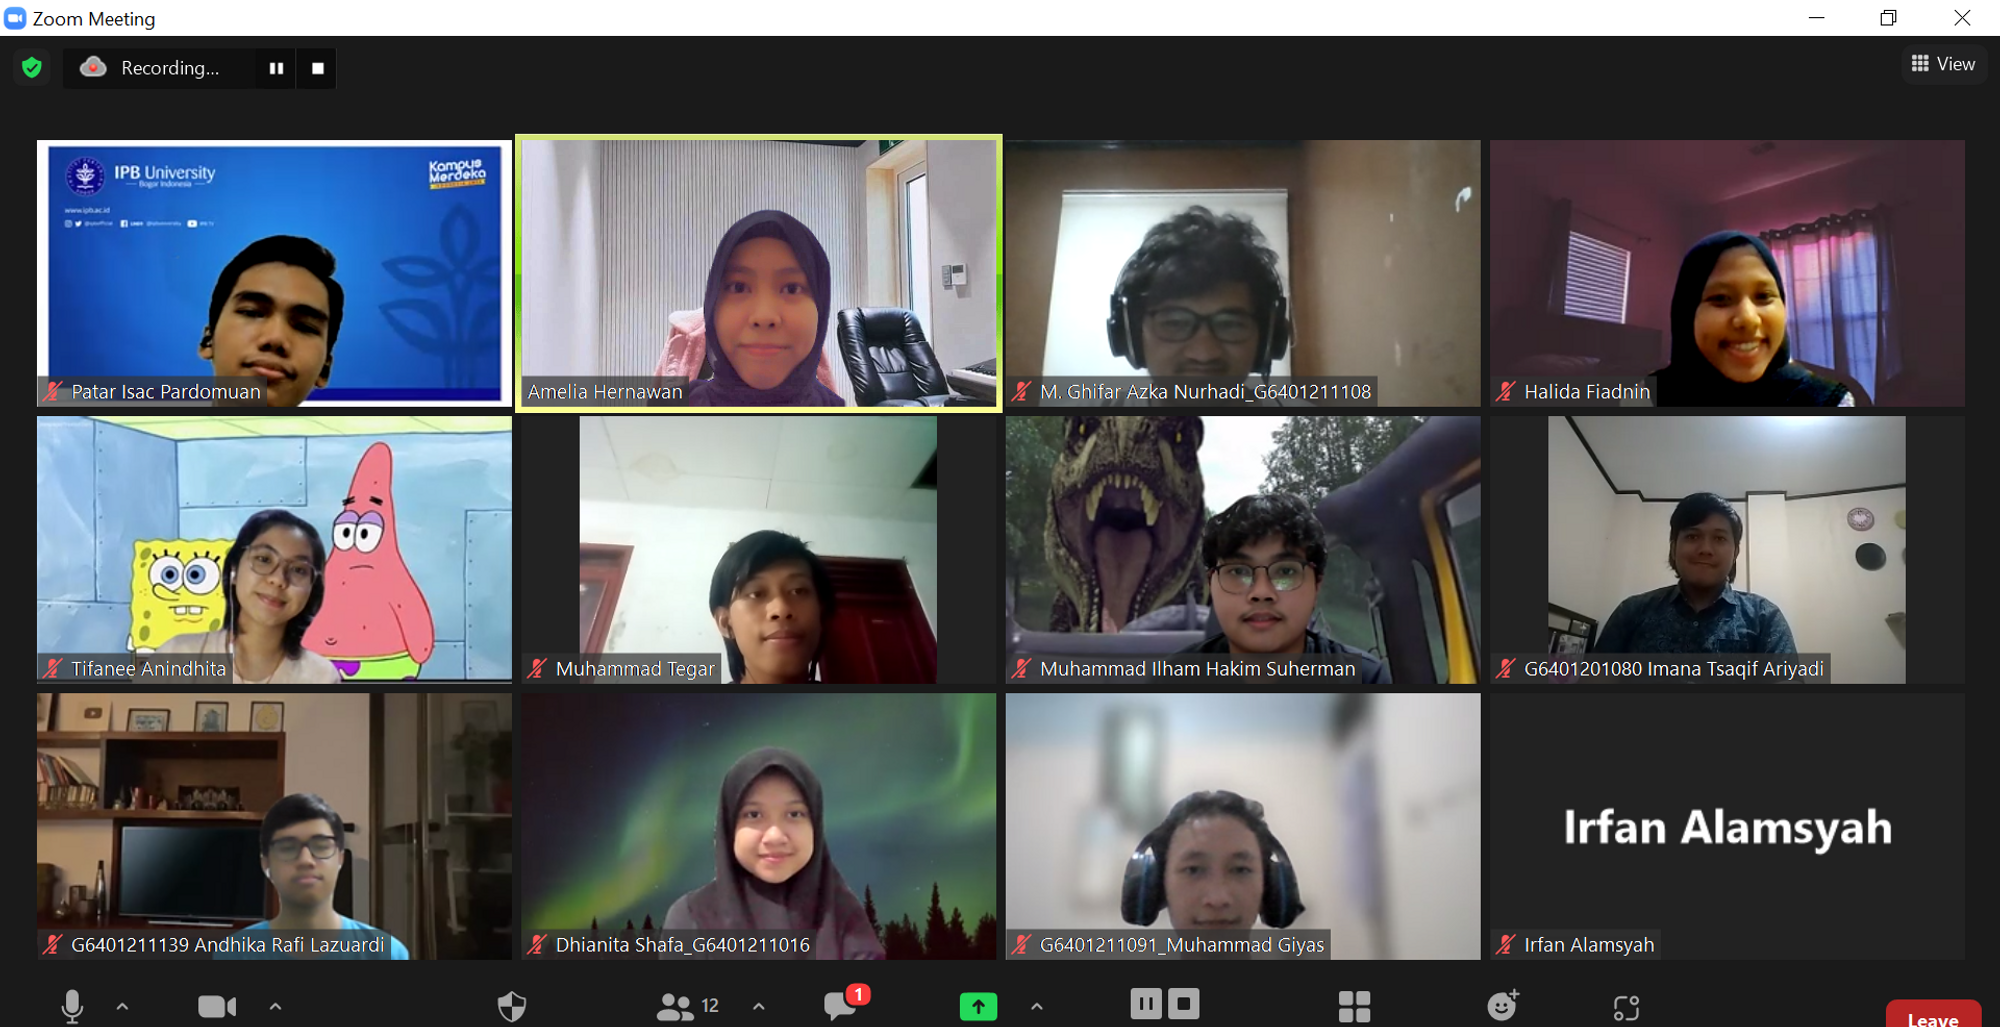 Zoom Meeting
Recording...
View
IPB University
Bogor Indonesia
Kampus
Merdeka
INDONESIA JAYA
www.ipb.ac.id
Patar Isac Pardomuan
Amelia Hernawan
M. Ghifar Azka Nurhadi_G6401211108
Halida Fiadnin
Tifanee Anindhita
Muhammad Tegar
Muhammad Ilham Hakim Suherman
G6401201080 Imana Tsaqif Ariyadi
Irfan Alamsyah
G6401211139 Andhika Rafi Lazuardi
Dhianita Shafa_G6401211016
G6401211091_Muhammad Giyas
Irfan Alamsyah
12
1
Leave